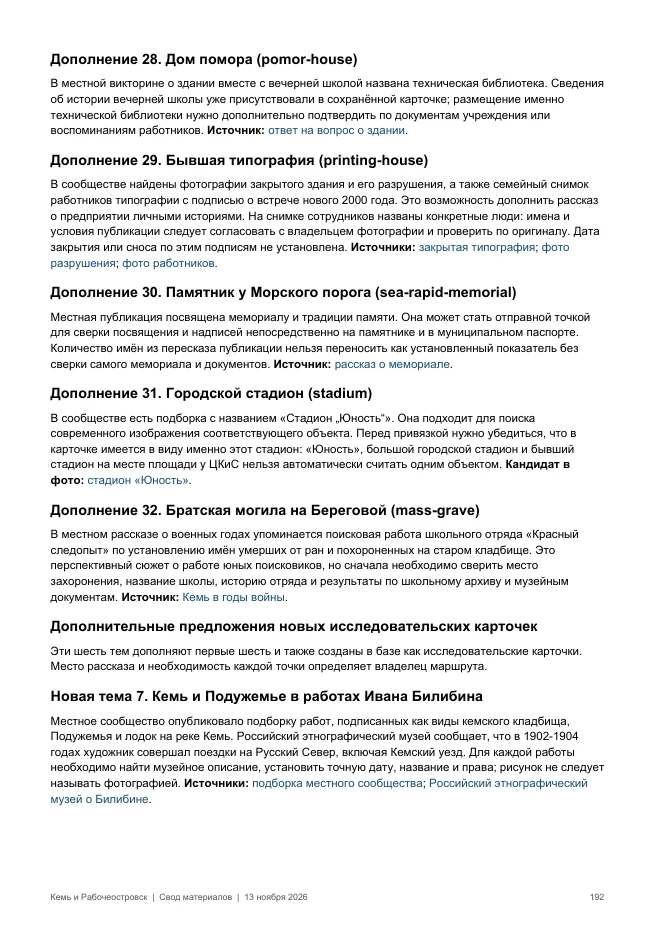 Дополнение 28. Дом помора (pomor-house)
В местной викторине о здании вместе с вечерней школой названа техническая библиотека. Сведения
об истории вечерней школы уже присутствовали в сохранённой карточке; размещение именно
технической библиотеки нужно дополнительно подтвердить по документам учреждения или
воспоминаниям работников. Источник: ответ на вопрос о здании.
Дополнение 29. Бывшая типография (printing-house)
В сообществе найдены фотографии закрытого здания и его разрушения, а также семейный снимок
работников типографии с подписью о встрече нового 2000 года. Это возможность дополнить рассказ
о предприятии личными историями. На снимке сотрудников названы конкретные люди: имена и
условия публикации следует согласовать с владельцем фотографии и проверить по оригиналу. Дата
закрытия или сноса по этим подписям не установлена. Источники: закрытая типография; фото
разрушения; фото работников.
Дополнение 30. Памятник у Морского порога (sea-rapid-memorial)
Местная публикация посвящена мемориалу и традиции памяти. Она может стать отправной точкой
для сверки посвящения и надписей непосредственно на памятнике и в муниципальном паспорте.
Количество имён из пересказа публикации нельзя переносить как установленный показатель без
сверки самого мемориала и документов. Источник: рассказ о мемориале.
Дополнение 31. Городской стадион (stadium)
В сообществе есть подборка с названием «Стадион „Юность“». Она подходит для поиска
современного изображения соответствующего объекта. Перед привязкой нужно убедиться, что в
карточке имеется в виду именно этот стадион: «Юность», большой городской стадион и бывший
стадион на месте площади у ЦКиС нельзя автоматически считать одним объектом. Кандидат в
фото: стадион «Юность».
Дополнение 32. Братская могила на Береговой (mass-grave)
В местном рассказе о военных годах упоминается поисковая работа школьного отряда «Красный
следопыт» по установлению имён умерших от ран и похороненных на старом кладбище. Это
перспективный сюжет о работе юных поисковиков, но сначала необходимо сверить место
захоронения, название школы, историю отряда и результаты по школьному архиву и музейным
документам. Источник: Кемь в годы войны.
Дополнительные предложения новых исследовательских карточек
Эти шесть тем дополняют первые шесть и также созданы в базе как исследовательские карточки.
Место рассказа и необходимость каждой точки определяет владелец маршрута.
Новая тема 7. Кемь и Подужемье в работах Ивана Билибина
Местное сообщество опубликовало подборку работ, подписанных как виды кемского кладбища,
Подужемья и лодок на реке Кемь. Российский этнографический музей сообщает, что в 1902-1904
годах художник совершал поездки на Русский Север, включая Кемский уезд. Для каждой работы
необходимо найти музейное описание, установить точную дату, название и права; рисунок не следует
называть фотографией. Источники: подборка местного сообщества; Российский этнографический
музей о Билибине.
Кемь и Рабочеостровск | Свод материалов | 13 ноября 2026
192